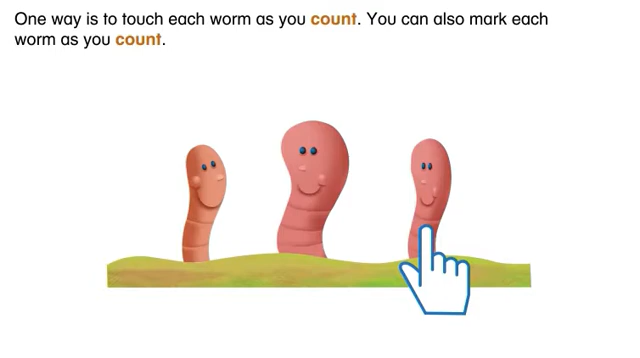 One way is to touch each worm as you count. You can also mark each
worm as you count.